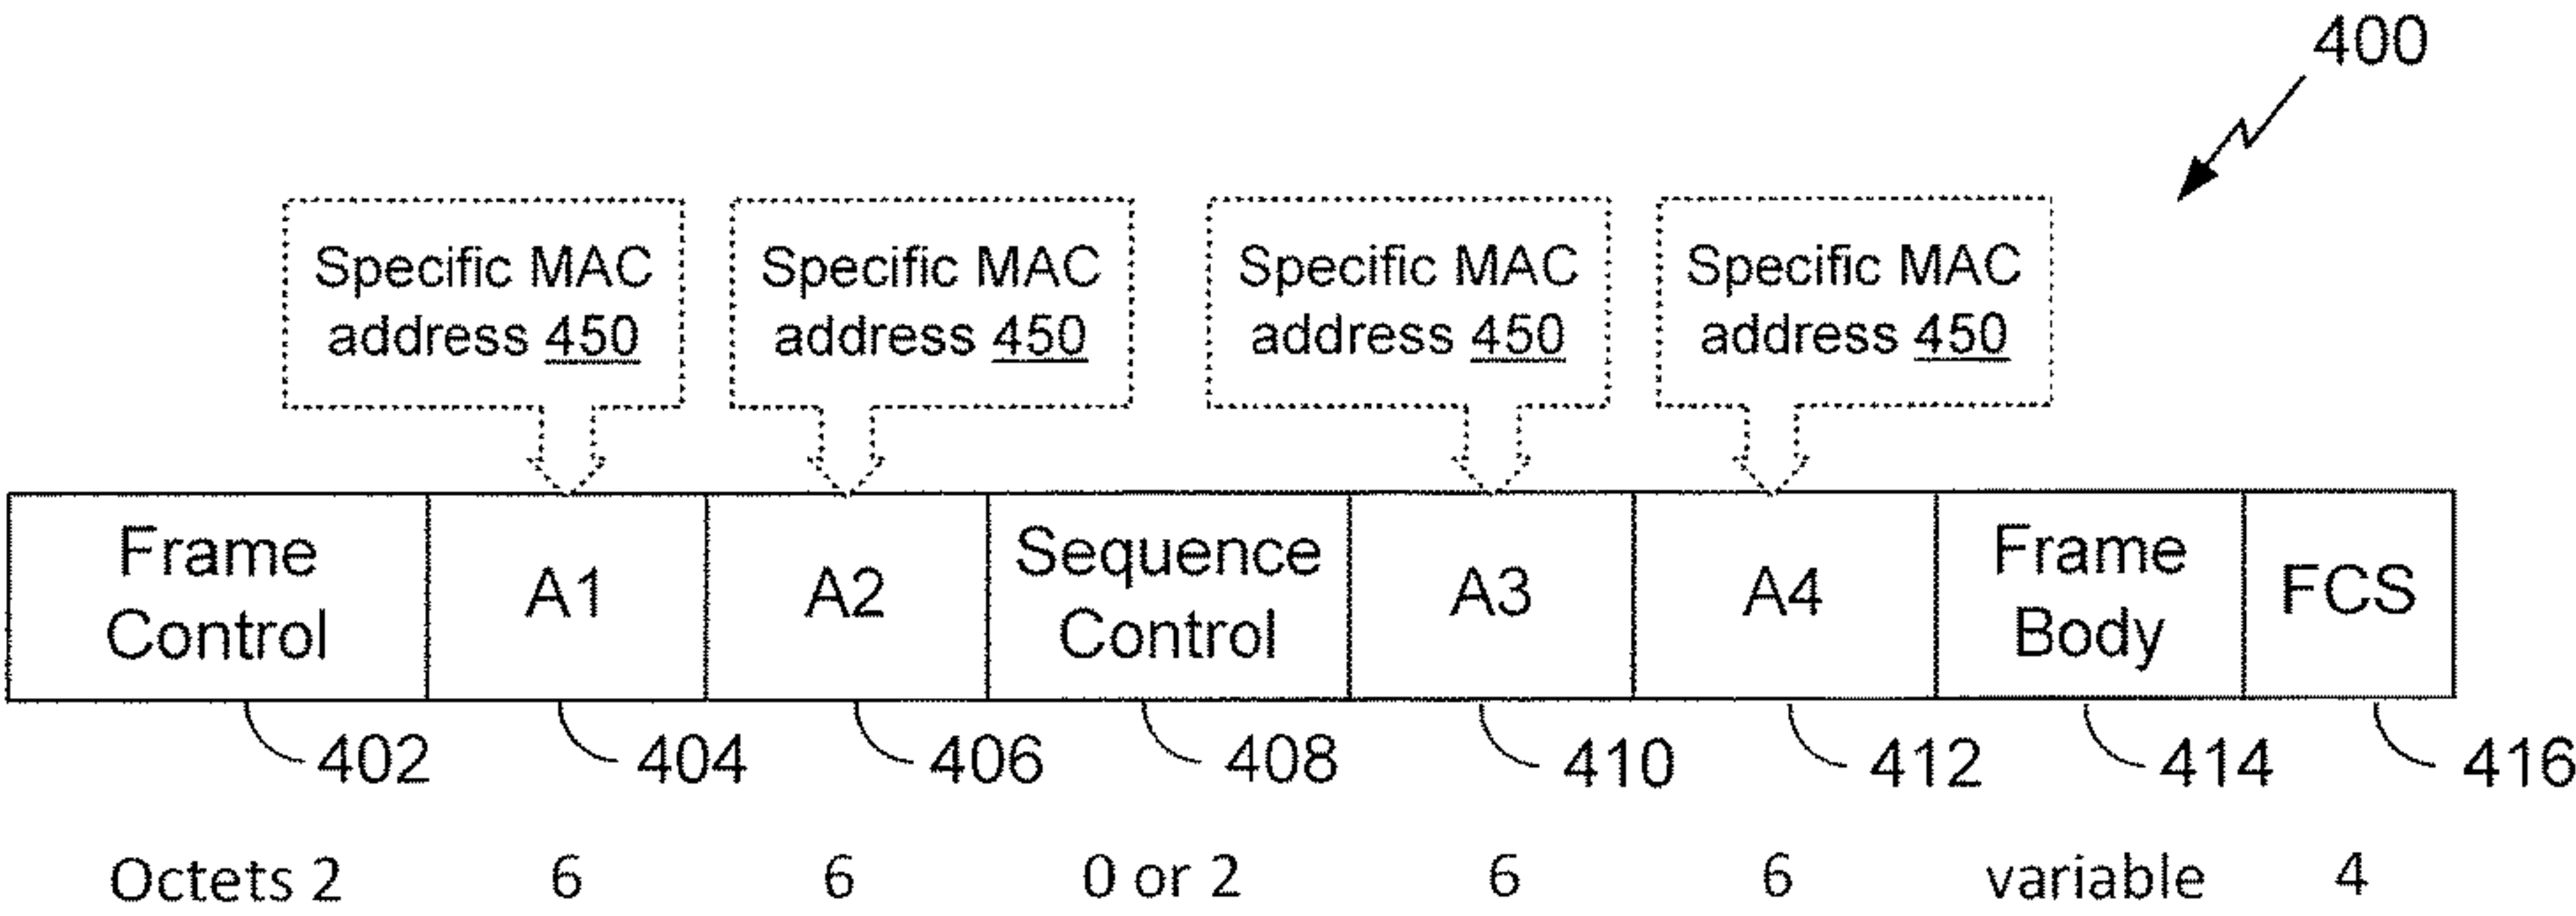 400
Specific MAC address 450
Specific MAC address 450
Specific MAC address 450
Specific MAC address 450
Frame Control
A1
A2
Sequence Control
A3
A4
Frame Body
FCS
402 404 406 408 410 412 414 416
Octets 2 6 6 0 or 2 6 6 variable 4